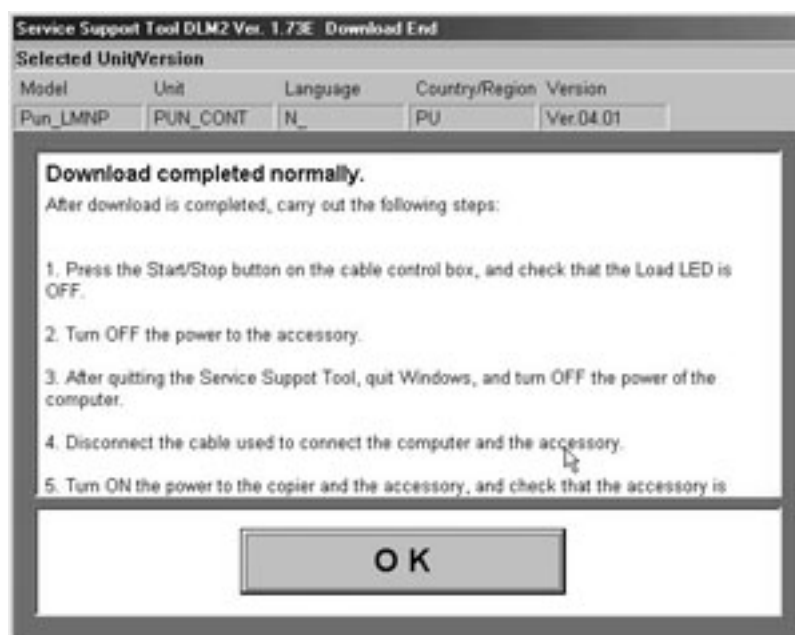 Service Support Tool DLM2 Ver. 1.73E Download End
Selected Unit/Version
Model Unit Language Country/Region Version
Pun_LMNP PUN_CONT N_ PU Ver.04.01
Download completed normally.
After download is completed, carry out the following steps:
1. Press the Start/Stop button on the cable control box, and check that the Load LED is
OFF.
2. Turn OFF the power to the accessory.
3. After quitting the Service Suppot Tool, quit Windows, and turn OFF the power of the
computer.
4. Disconnect the cable used to connect the computer and the accessory.
5. Turn ON the power to the copier and the accessory, and check that the accessory is
OK